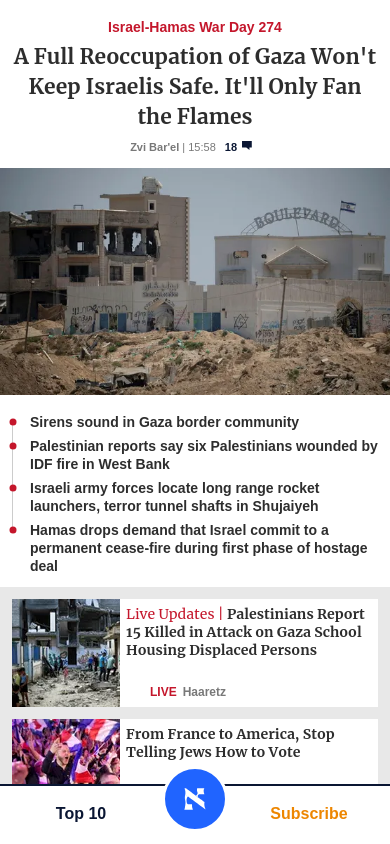 Israel-Hamas War Day 274
A Full Reoccupation of Gaza Won't
Keep Israelis Safe. It'll Only Fan
the Flames
Zvi Bar'el | 15:58 18
BOULEVARD
Sirens sound in Gaza border community
Palestinian reports say six Palestinians wounded by
IDF fire in West Bank
Israeli army forces locate long range rocket
launchers, terror tunnel shafts in Shujaiyeh
Hamas drops demand that Israel commit to a
permanent cease-fire during first phase of hostage
deal
Live Updates | Palestinians Report
15 Killed in Attack on Gaza School
Housing Displaced Persons
LIVE Haaretz
From France to America, Stop
Telling Jews How to Vote
Top 10
א
Subscribe